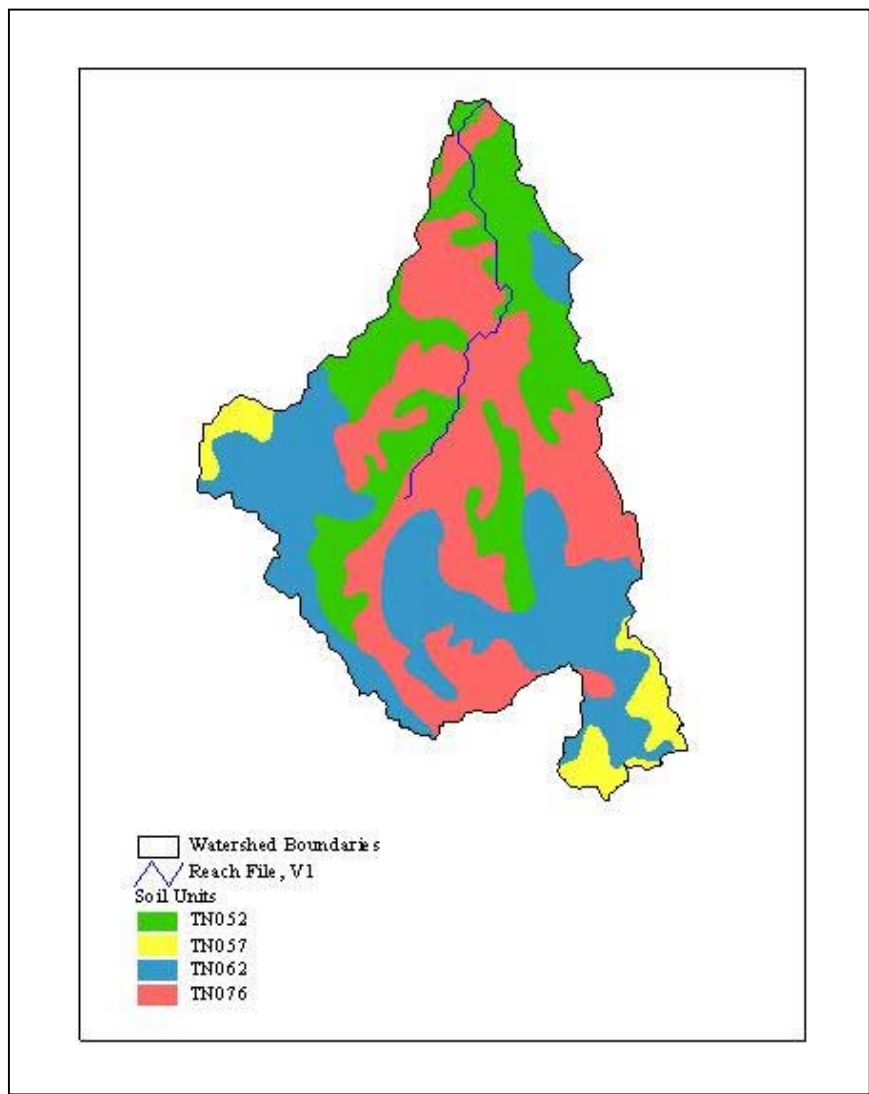 Watershed Boundaries
Reach File, V1
Soil Units
TN052
TN057
TN062
TN076